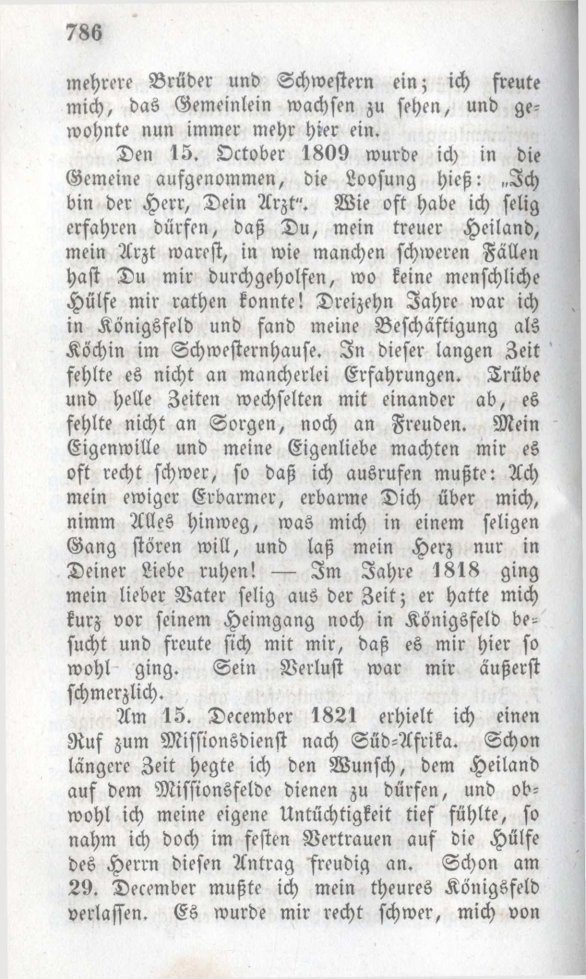 786
mehrere Brüder und Schwestern ein; ich freute
mich, das Gemeinlein wachsen zu sehen, und ge-
wohnte nun immer mehr hier ein.
Den 15. October 1809 wurde ich in die
Gemeine aufgenommen, die Loosung hieß: „Ich
bin der Herr, Dein Arzt“. Wie oft habe ich selig
erfahren dürfen, daß Du, mein treuer Heiland,
mein Arzt warest, in wie manchen schweren Fällen
hast Du mir durchgeholfen, wo keine menschliche
Hülfe mir rathen konnte! Dreizehn Jahre war ich
in Königsfeld und fand meine Beschäftigung als
Köchin im Schwesternhause. In dieser langen Zeit
fehlte es nicht an mancherlei Erfahrungen. Trübe
und helle Zeiten wechselten mit einander ab, es
fehlte nicht an Sorgen, noch an Freuden. Mein
Eigenwille und meine Eigenliebe machten mir es
oft recht schwer, so daß ich ausrufen mußte: Ach
mein ewiger Erbarmer, erbarme Dich über mich,
nimm Alles hinweg, was mich in einem seligen
Gang stören will, und laß mein Herz nur in
Deiner Liebe ruhen! — Im Jahre 1818 ging
mein lieber Vater selig aus der Zeit; er hatte mich
kurz vor seinem Heimgang noch in Königsfeld be-
sucht und freute sich mit mir, daß es mir hier so
wohl ging. Sein Verlust war mir äußerst
schmerzlich.
Am 15. December 1821 erhielt ich einen
Ruf zum Missionsdienst nach Süd-Afrika. Schon
längere Zeit hegte ich den Wunsch, dem Heiland
auf dem Missionsfelde dienen zu dürfen, und ob-
wohl ich meine eigene Untüchtigkeit tief fühlte, so
nahm ich doch im festen Vertrauen auf die Hülfe
des Herrn diesen Antrag freudig an. Schon am
29. December mußte ich mein theures Königsfeld
verlassen. Es wurde mir recht schwer, mich von